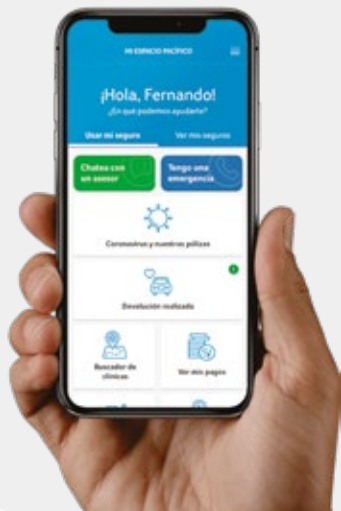 MI ESPACIO PACÍFICO
¡Hola, Fernando!
¿En qué podemos ayudarte?
Usar mi seguro
Ver mis seguros
Chatea con
un asesor
Tengo una
emergencia
Coronavirus y nuestras pólizas
Devolución realizada
Buscador de
clínicas
Ver mis pagos